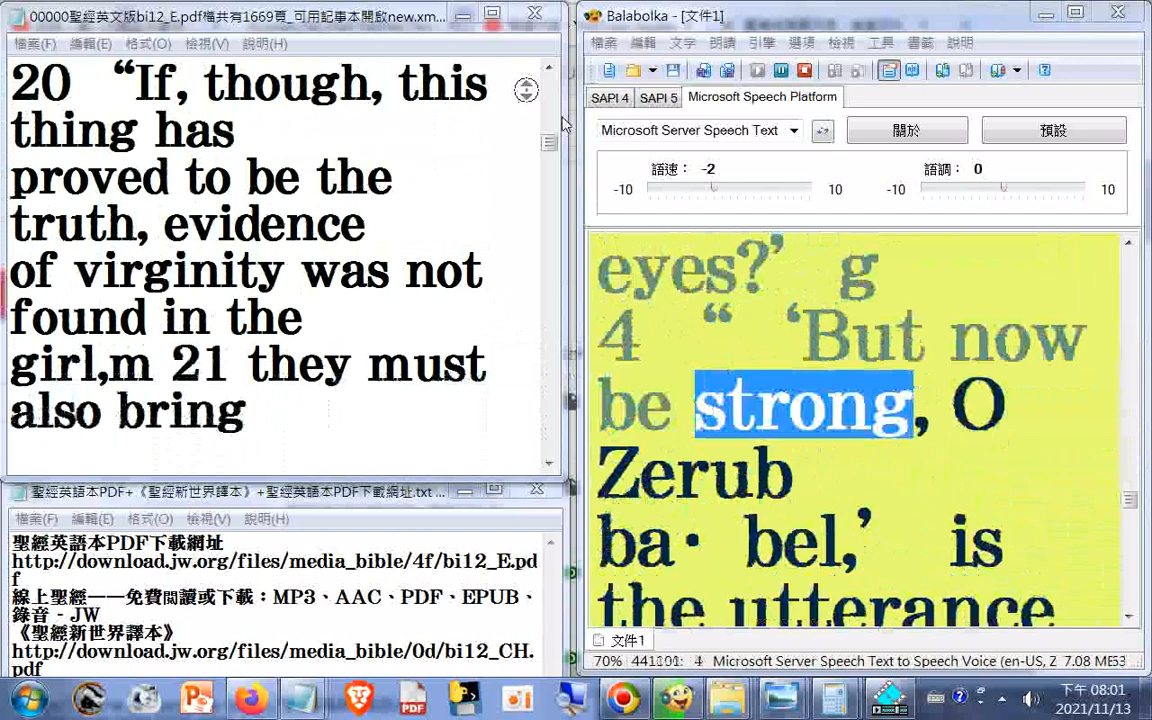 00000聖經英文版bi12_E.pdf檔共有1669頁_可用記事本開啟new.xm...
檔案(F) 編輯(E) 格式(O) 檢視(V) 說明(H)
20 “If, though, this
thing has
proved to be the
truth, evidence
of virginity was not
found in the
girl,m 21 they must
also bring
聖經英語本PDF+《聖經新世界譯本》+聖經英語本PDF下載網址.txt ...
檔案(F) 編輯(E) 格式(O) 檢視(V) 說明(H)
聖經英語本PDF下載網址
http://download.jw.org/files/media_bible/4f/bi12_E.pd
f
線上聖經——免費閱讀或下載：MP3、AAC、PDF、EPUB、
錄音 - JW
《聖經新世界譯本》
http://download.jw.org/files/media_bible/0d/bi12_CH.
pdf
Balabolka - [文件1]
檔案 編輯 文字 朗讀 引擎 選項 檢視 工具 書籤 說明
SAPI 4 SAPI 5 Microsoft Speech Platform
Microsoft Server Speech Text 關於 預設
語速： -2 語調： 0
-10 10 -10 10
eyes?’ g
4 “ ‘But now
be strong, O
Zerub
ba· bel,’ is
the utterance
文件1
70% 441101: 4 Microsoft Server Speech Text to Speech Voice (en-US, Z 7.08 ME53
下午 08:01
2021/11/13